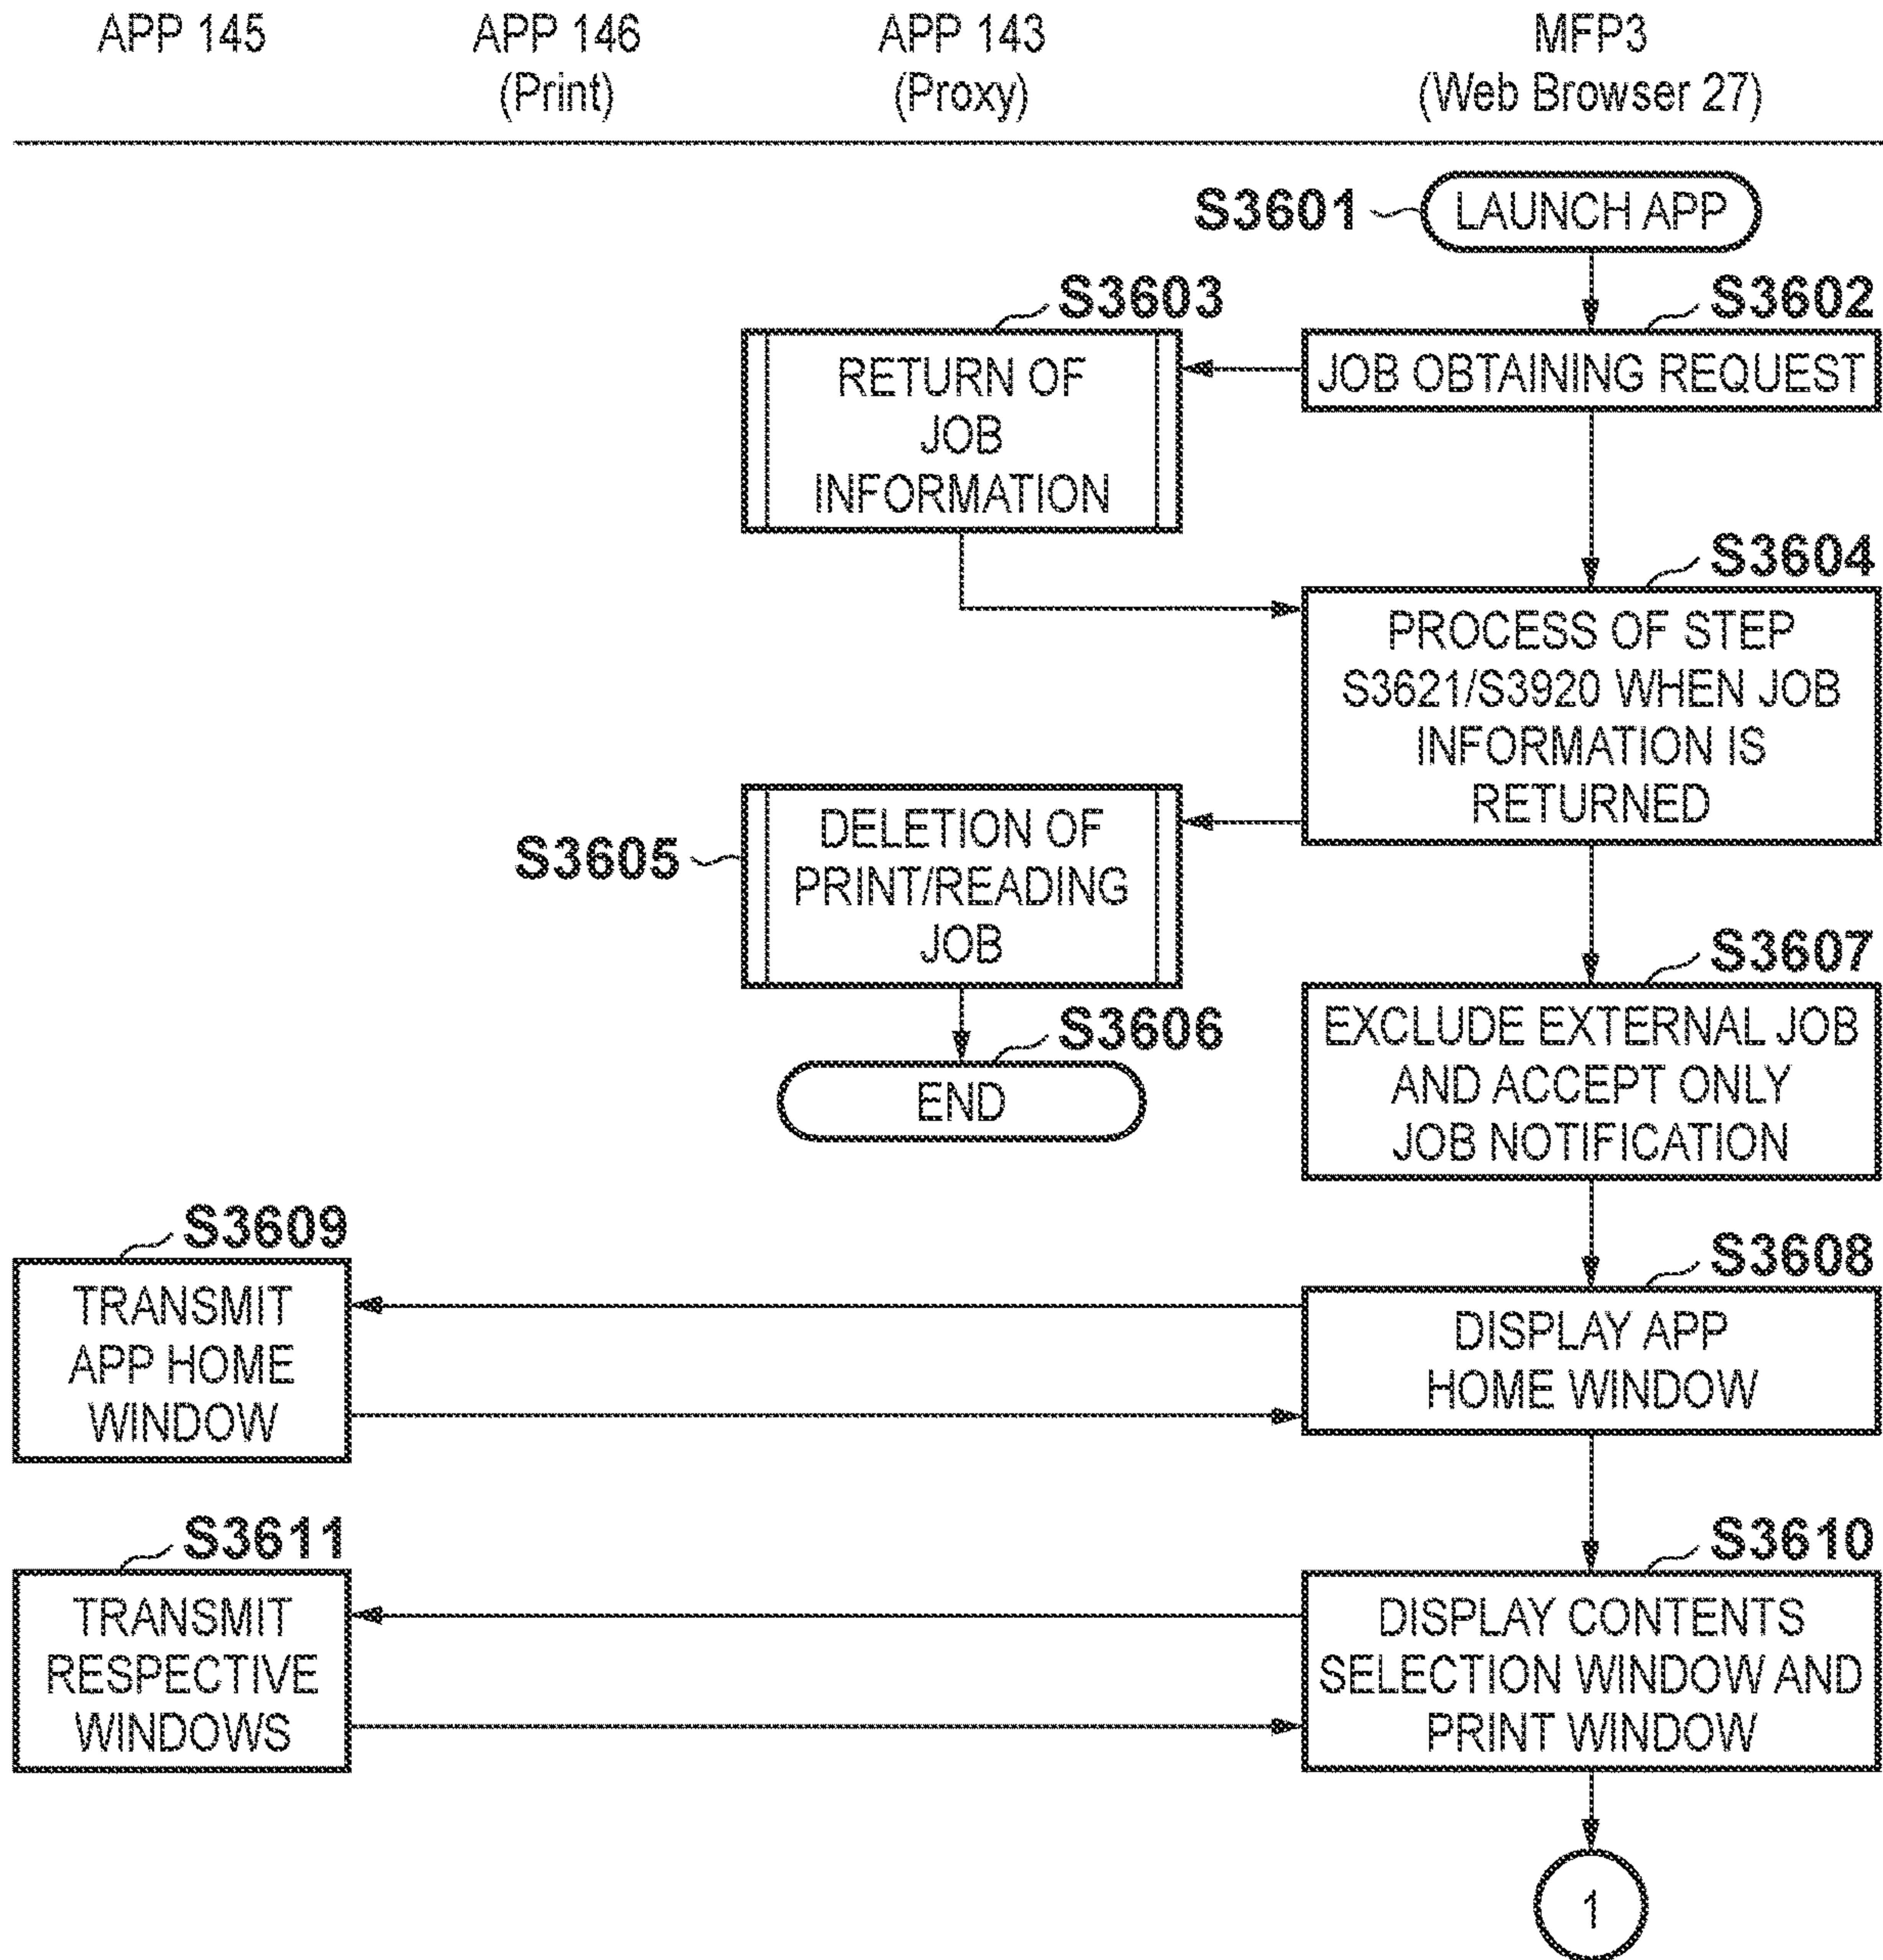 APP 145
APP 146
(Print)
APP 143
(Proxy)
MFP3
(Web Browser 27)
S3601
LAUNCH APP
S3603
S3602
RETURN OF
JOB
INFORMATION
JOB OBTAINING REQUEST
S3604
PROCESS OF STEP
S3621/S3920 WHEN JOB
INFORMATION IS
RETURNED
S3605
DELETION OF
PRINT/READING
JOB
S3607
S3606
END
EXCLUDE EXTERNAL JOB
AND ACCEPT ONLY
JOB NOTIFICATION
S3609
S3608
TRANSMIT
APP HOME
WINDOW
DISPLAY APP
HOME WINDOW
S3611
S3610
TRANSMIT
RESPECTIVE
WINDOWS
DISPLAY CONTENTS
SELECTION WINDOW AND
PRINT WINDOW
1